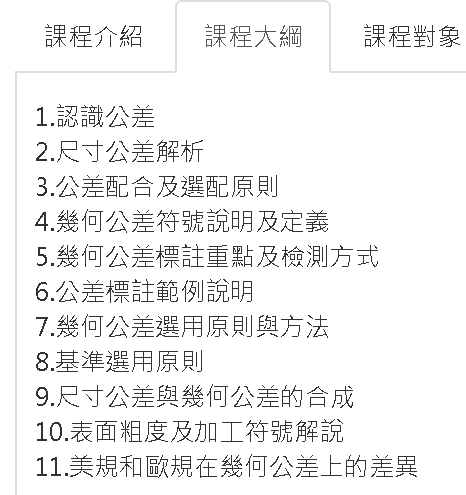 課程介紹 課程大綱 課程對象
1.認識公差
2.尺寸公差解析
3.公差配合及選配原則
4.幾何公差符號說明及定義
5.幾何公差標註重點及檢測方式
6.公差標註範例說明
7.幾何公差選用原則與方法
8.基準選用原則
9.尺寸公差與幾何公差的合成
10.表面粗度及加工符號解說
11.美規和歐規在幾何公差上的差異